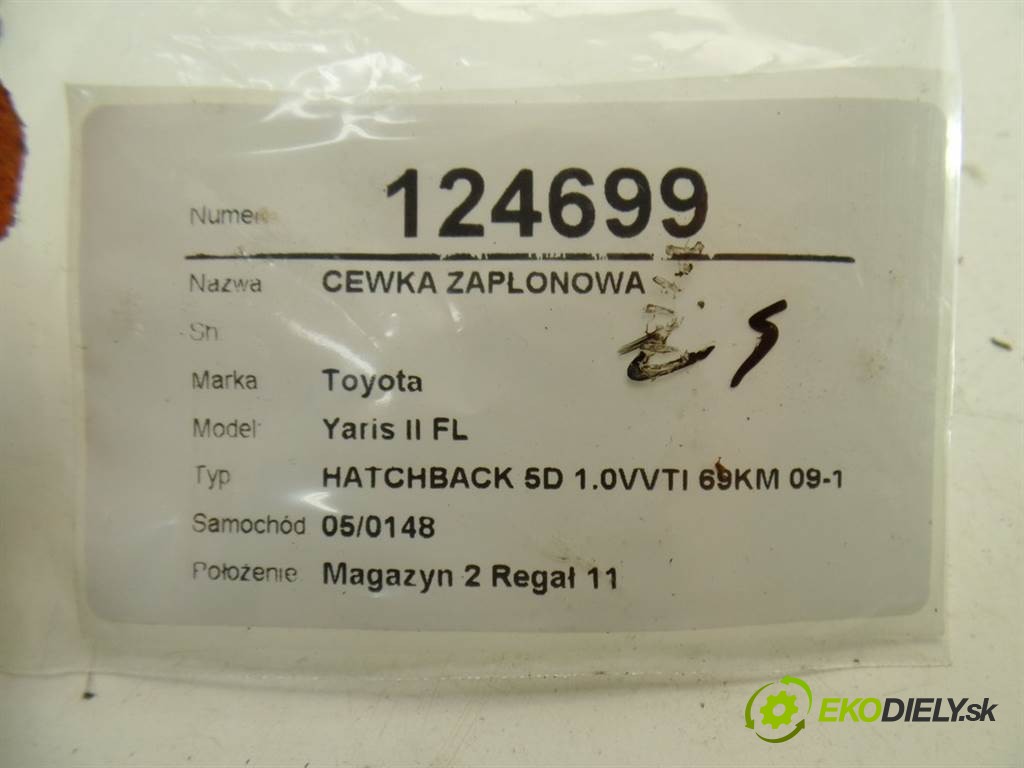 Numer 124699
Nazwa CEWKA ZAPLONOWA
Sn
Marka Toyota
Model Yaris II FL
Typ HATCHBACK 5D 1.0VVTI 69KM 09-1
Samochód 05/0148
Położenie Magazyn 2 Regał 11
EKODIELY.sk